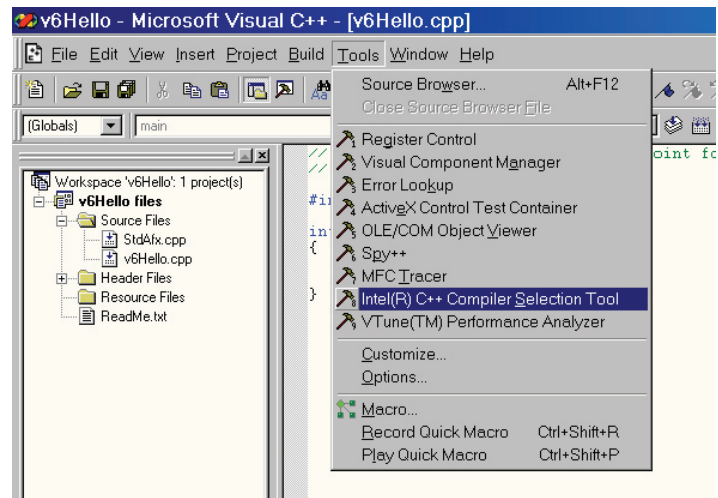 v6Hello - Microsoft Visual C++ - [v6Hello.cpp]
File Edit View Insert Project Build Tools Window Help
(Globals) main
Workspace 'v6Hello': 1 project(s)
v6Hello files
Source Files
StdAfx.cpp
v6Hello.cpp
Header Files
Resource Files
ReadMe.txt
//
//
{
}
Source Browser... Alt+F12
Close Source Browser File
Register Control
Visual Component Manager
Error Lookup
ActiveX Control Test Container
OLE/COM Object Viewer
Spy++
MFC Tracer
Intel(R) C++ Compiler Selection Tool
VTune(TM) Performance Analyzer
Customize...
Options...
Macro...
Record Quick Macro Ctrl+Shift+R
Play Quick Macro Ctrl+Shift+P